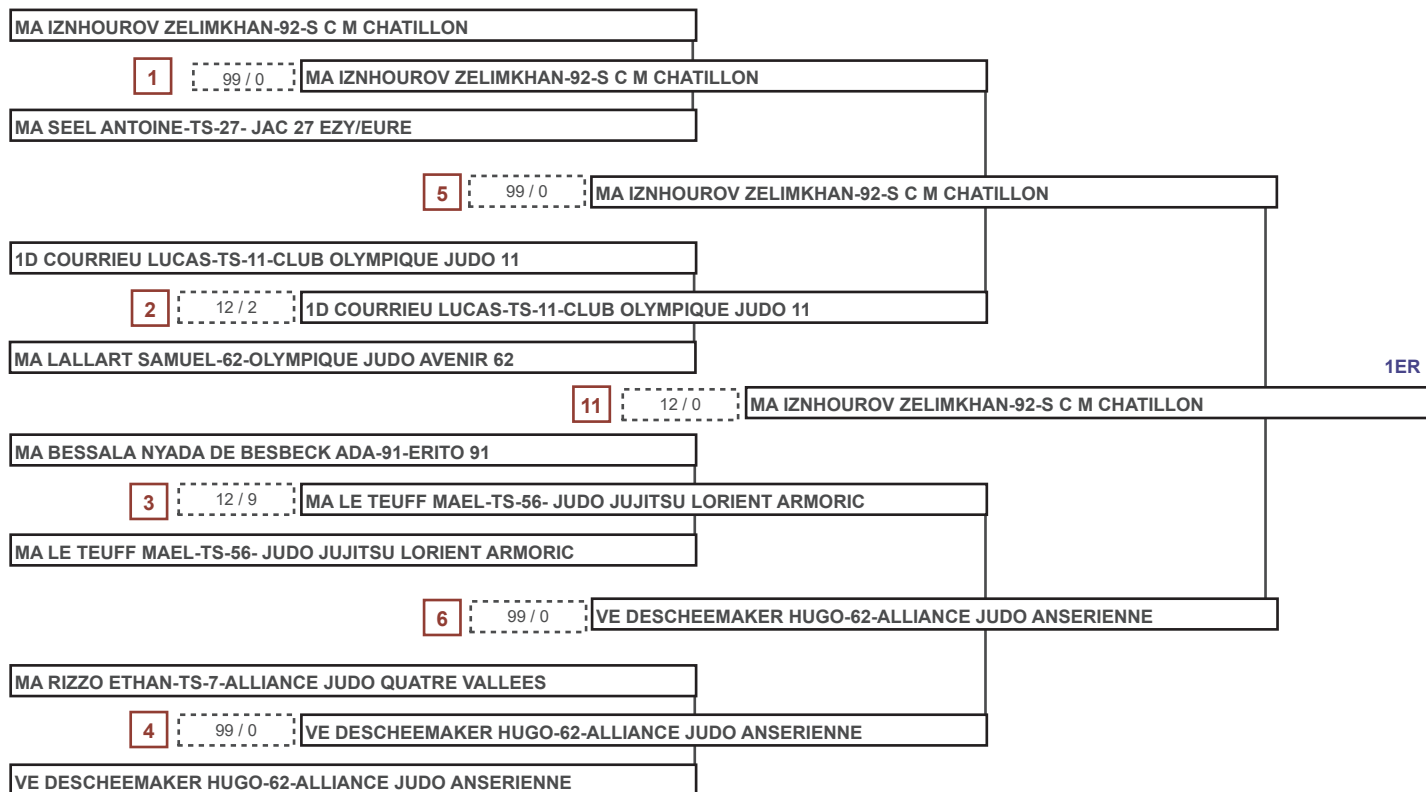 MA IZNHOUROV ZELIMKHAN-92-S C M CHATILLON
1 99 / 0 MA IZNHOUROV ZELIMKHAN-92-S C M CHATILLON
MA SEEL ANTOINE-TS-27- JAC 27 EZY/EURE
5 99 / 0 MA IZNHOUROV ZELIMKHAN-92-S C M CHATILLON
1D COURRIEU LUCAS-TS-11-CLUB OLYMPIQUE JUDO 11
2 12 / 2 1D COURRIEU LUCAS-TS-11-CLUB OLYMPIQUE JUDO 11
MA LALLART SAMUEL-62-OLYMPIQUE JUDO AVENIR 62
1ER
11 12 / 0 MA IZNHOUROV ZELIMKHAN-92-S C M CHATILLON
MA BESSALA NYADA DE BESBECK ADA-91-ERITO 91
3 12 / 9 MA LE TEUFF MAEL-TS-56- JUDO JUJITSU LORIENT ARMORIC
MA LE TEUFF MAEL-TS-56- JUDO JUJITSU LORIENT ARMORIC
6 99 / 0 VE DESCHEEMAKER HUGO-62-ALLIANCE JUDO ANSERIENNE
MA RIZZO ETHAN-TS-7-ALLIANCE JUDO QUATRE VALLEES
4 99 / 0 VE DESCHEEMAKER HUGO-62-ALLIANCE JUDO ANSERIENNE
VE DESCHEEMAKER HUGO-62-ALLIANCE JUDO ANSERIENNE